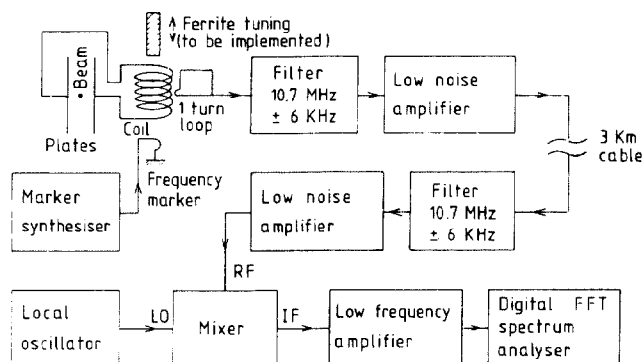 Ferrite tuning
(to be implemented)
Beam
Filter
10.7 MHz
± 6 KHz
Low noise
amplifier
Coil
1 turn
loop
Plates
3 Km
cable
Frequency
marker
Marker
synthesiser
Low noise
amplifier
Filter
10.7 MHz
± 6 KHz
RF
Local
oscillator
LO
Mixer
IF
Low frequency
amplifier
Digital FFT
spectrum
analyser